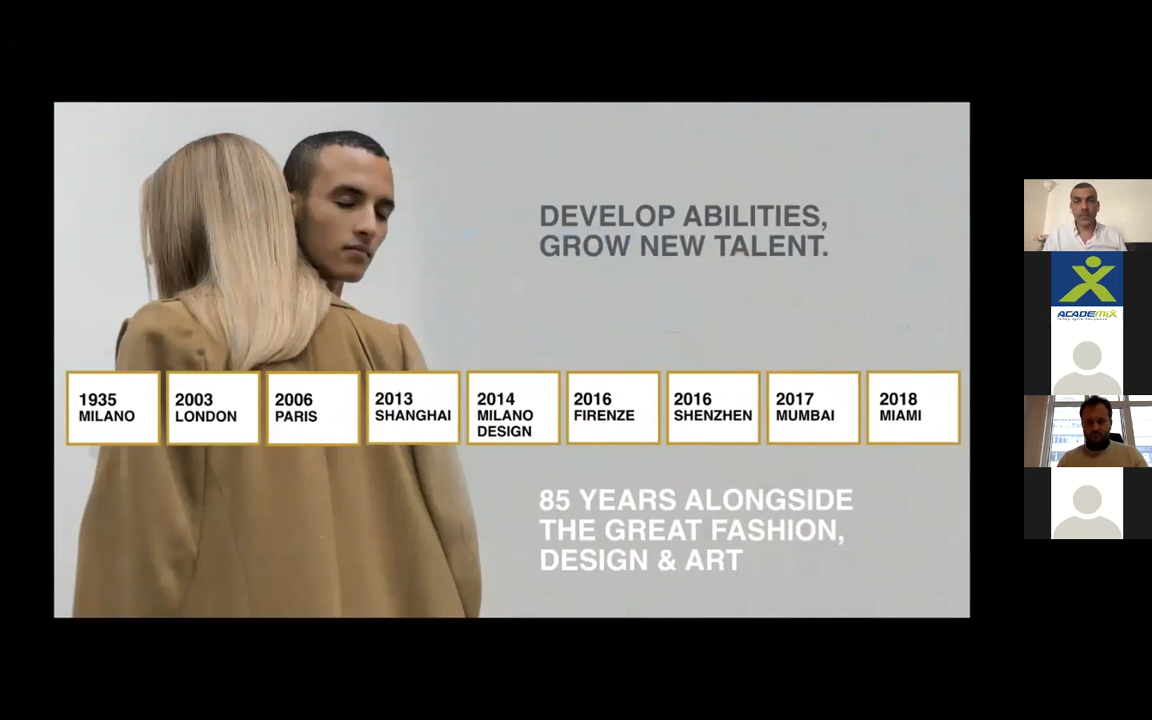 DEVELOP ABILITIES,
GROW NEW TALENT.
1935
MILANO
2003
LONDON
2006
PARIS
2013
SHANGHAI
2014
MILANO
DESIGN
2016
FIRENZE
2016
SHENZHEN
2017
MUMBAI
2018
MIAMI
85 YEARS ALONGSIDE
THE GREAT FASHION,
DESIGN & ART
ACADEMIX